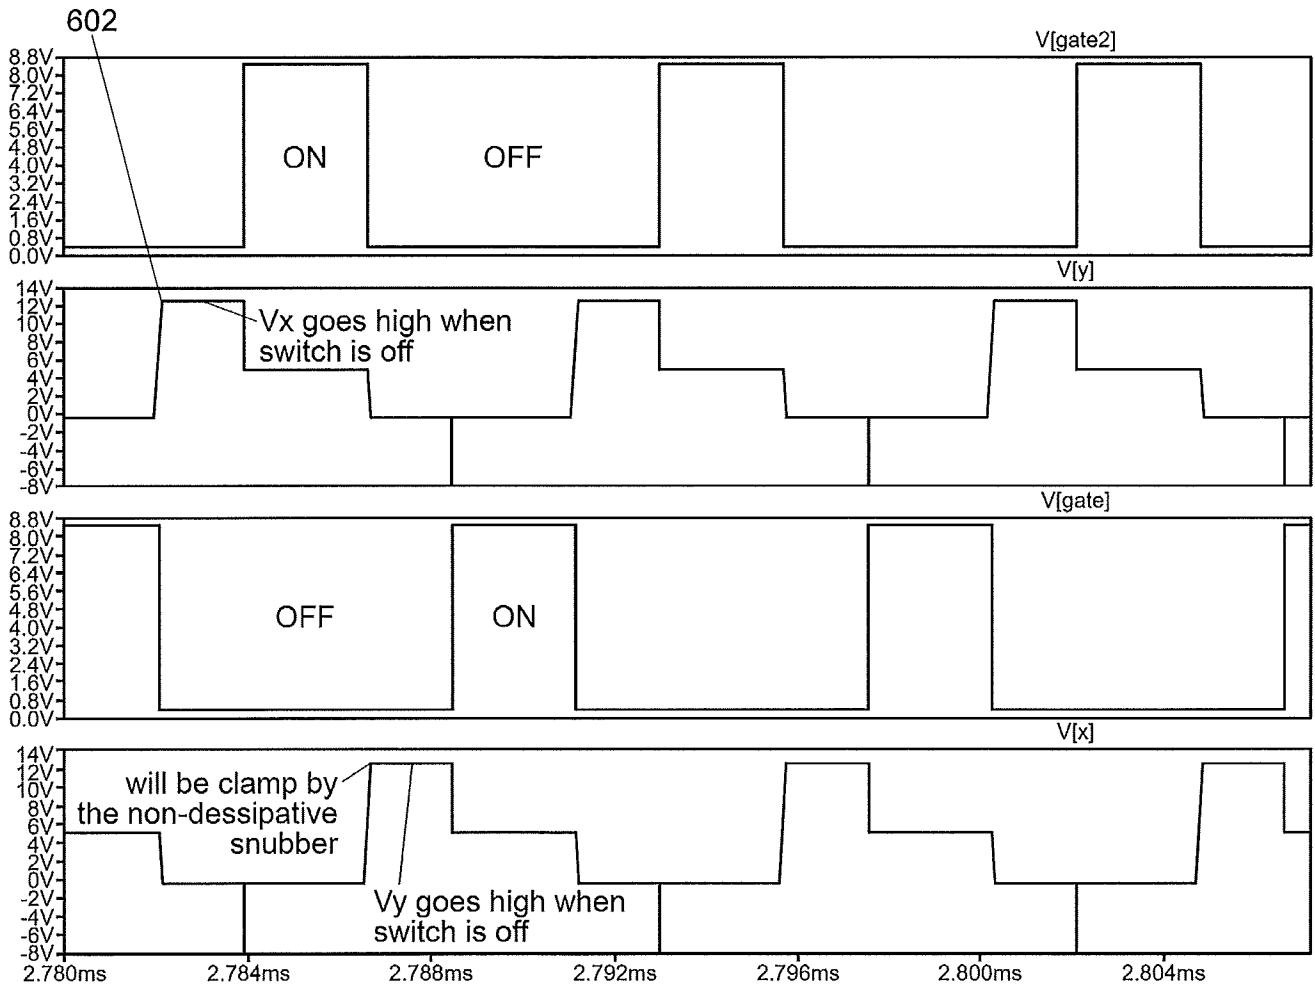 602
V[gate2]
8.8V
8.0V
7.2V
6.4V
5.6V
4.8V
4.0V
3.2V
2.4V
1.6V
0.8V
0.0V
ON
OFF
V[y]
14V
12V
10V
8V
6V
4V
2V
0V
-2V
-4V
-6V
-8V
Vx goes high when
switch is off
V[gate]
8.8V
8.0V
7.2V
6.4V
5.6V
4.8V
4.0V
3.2V
2.4V
1.6V
0.8V
0.0V
OFF
ON
V[x]
14V
12V
10V
8V
6V
4V
2V
0V
-2V
-4V
-6V
-8V
will be clamp by
the non-dessipative
snubber
Vy goes high when
switch is off
2.780ms
2.784ms
2.788ms
2.792ms
2.796ms
2.800ms
2.804ms